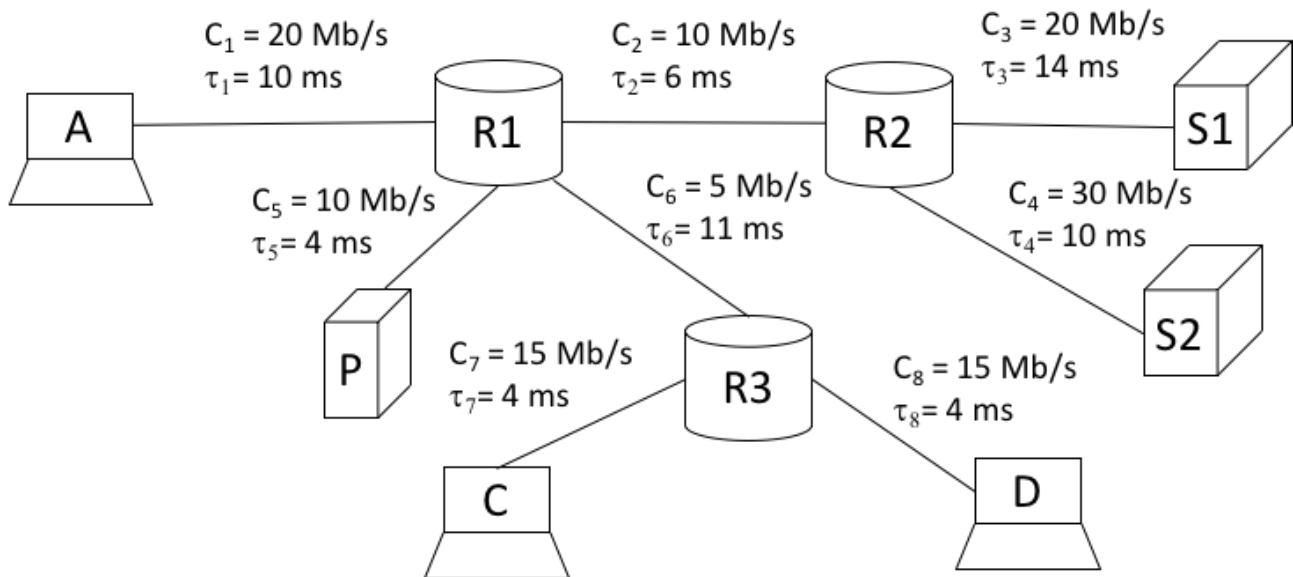 C₁ = 20 Mb/s
τ₁= 10 ms
C₂ = 10 Mb/s
τ₂= 6 ms
C₃ = 20 Mb/s
τ₃= 14 ms
A
R1
R2
S1
C₅ = 10 Mb/s
τ₅= 4 ms
C₆ = 5 Mb/s
τ₆= 11 ms
C₄ = 30 Mb/s
τ₄= 10 ms
P
S2
C₇ = 15 Mb/s
τ₇= 4 ms
R3
C₈ = 15 Mb/s
τ₈= 4 ms
C
D